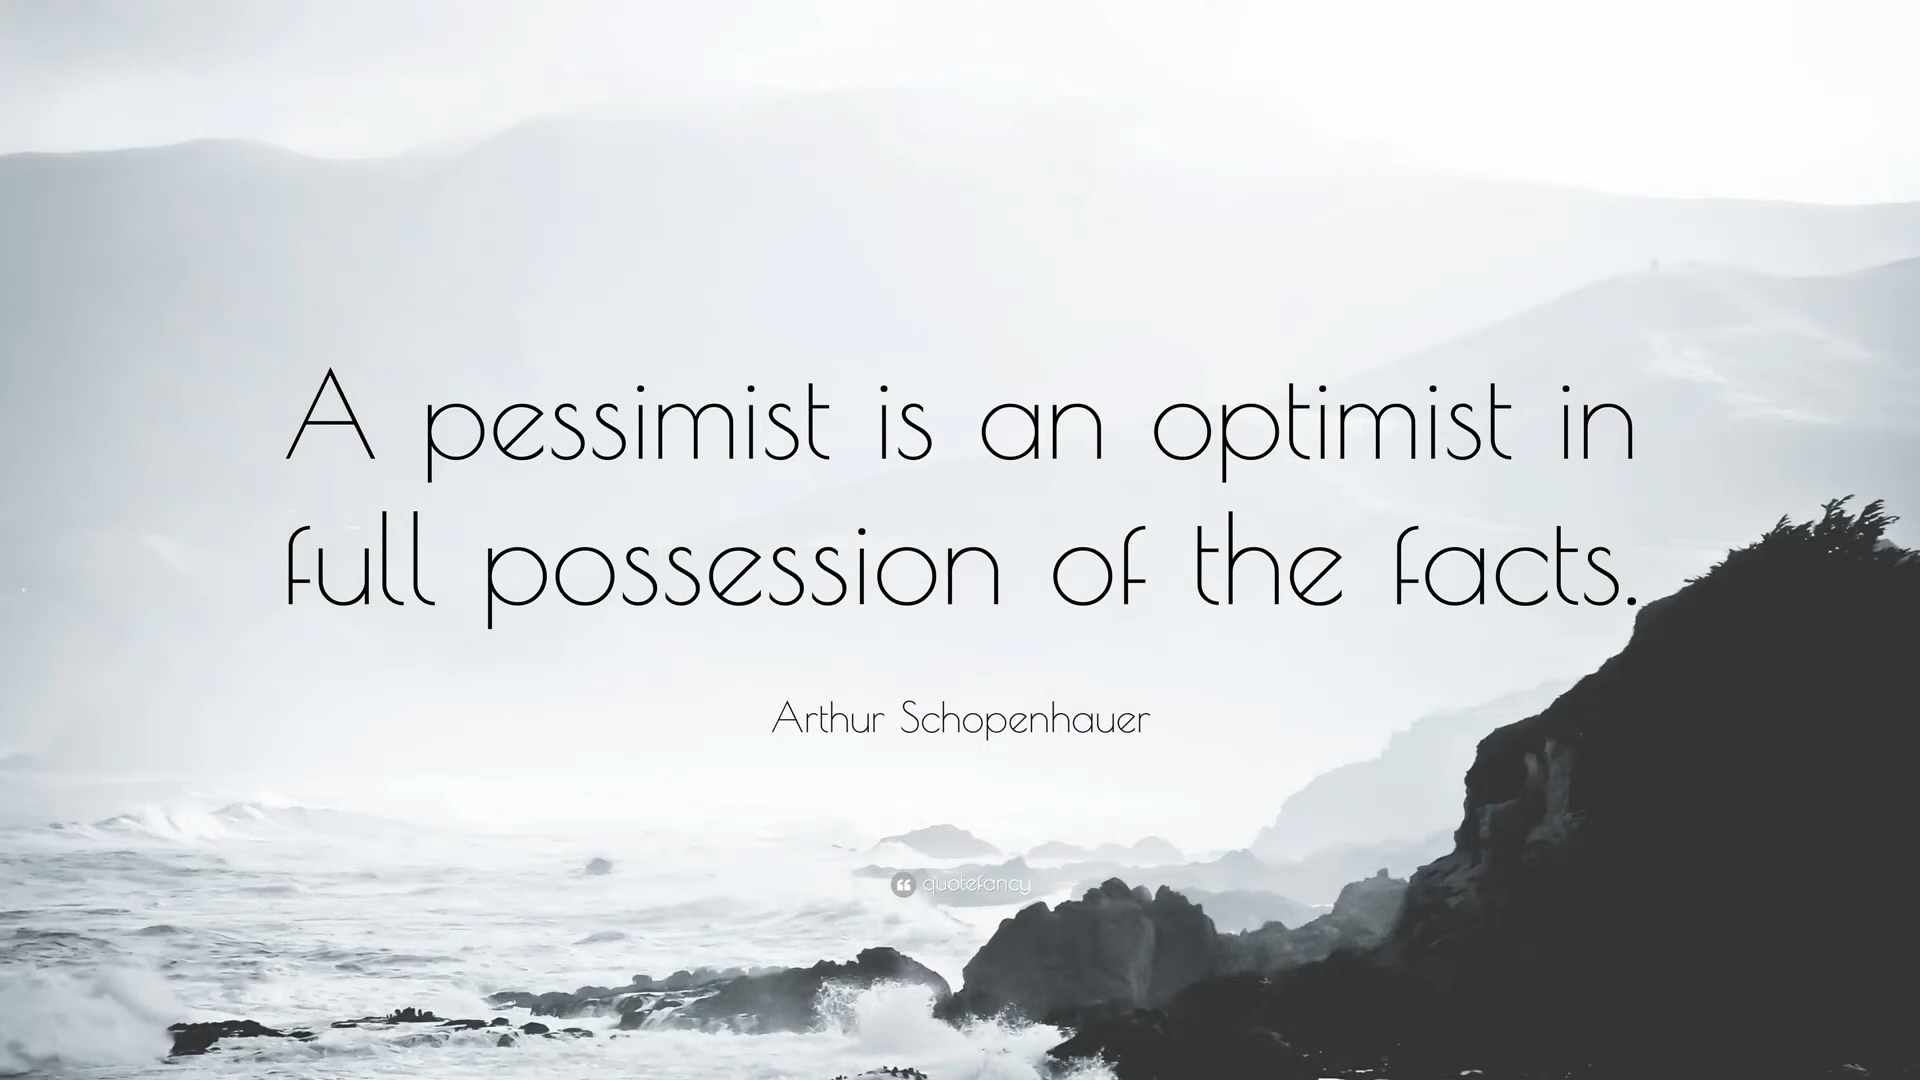 A pessimist is an optimist in
full possession of the facts.
Arthur Schopenhauer
quotefancy